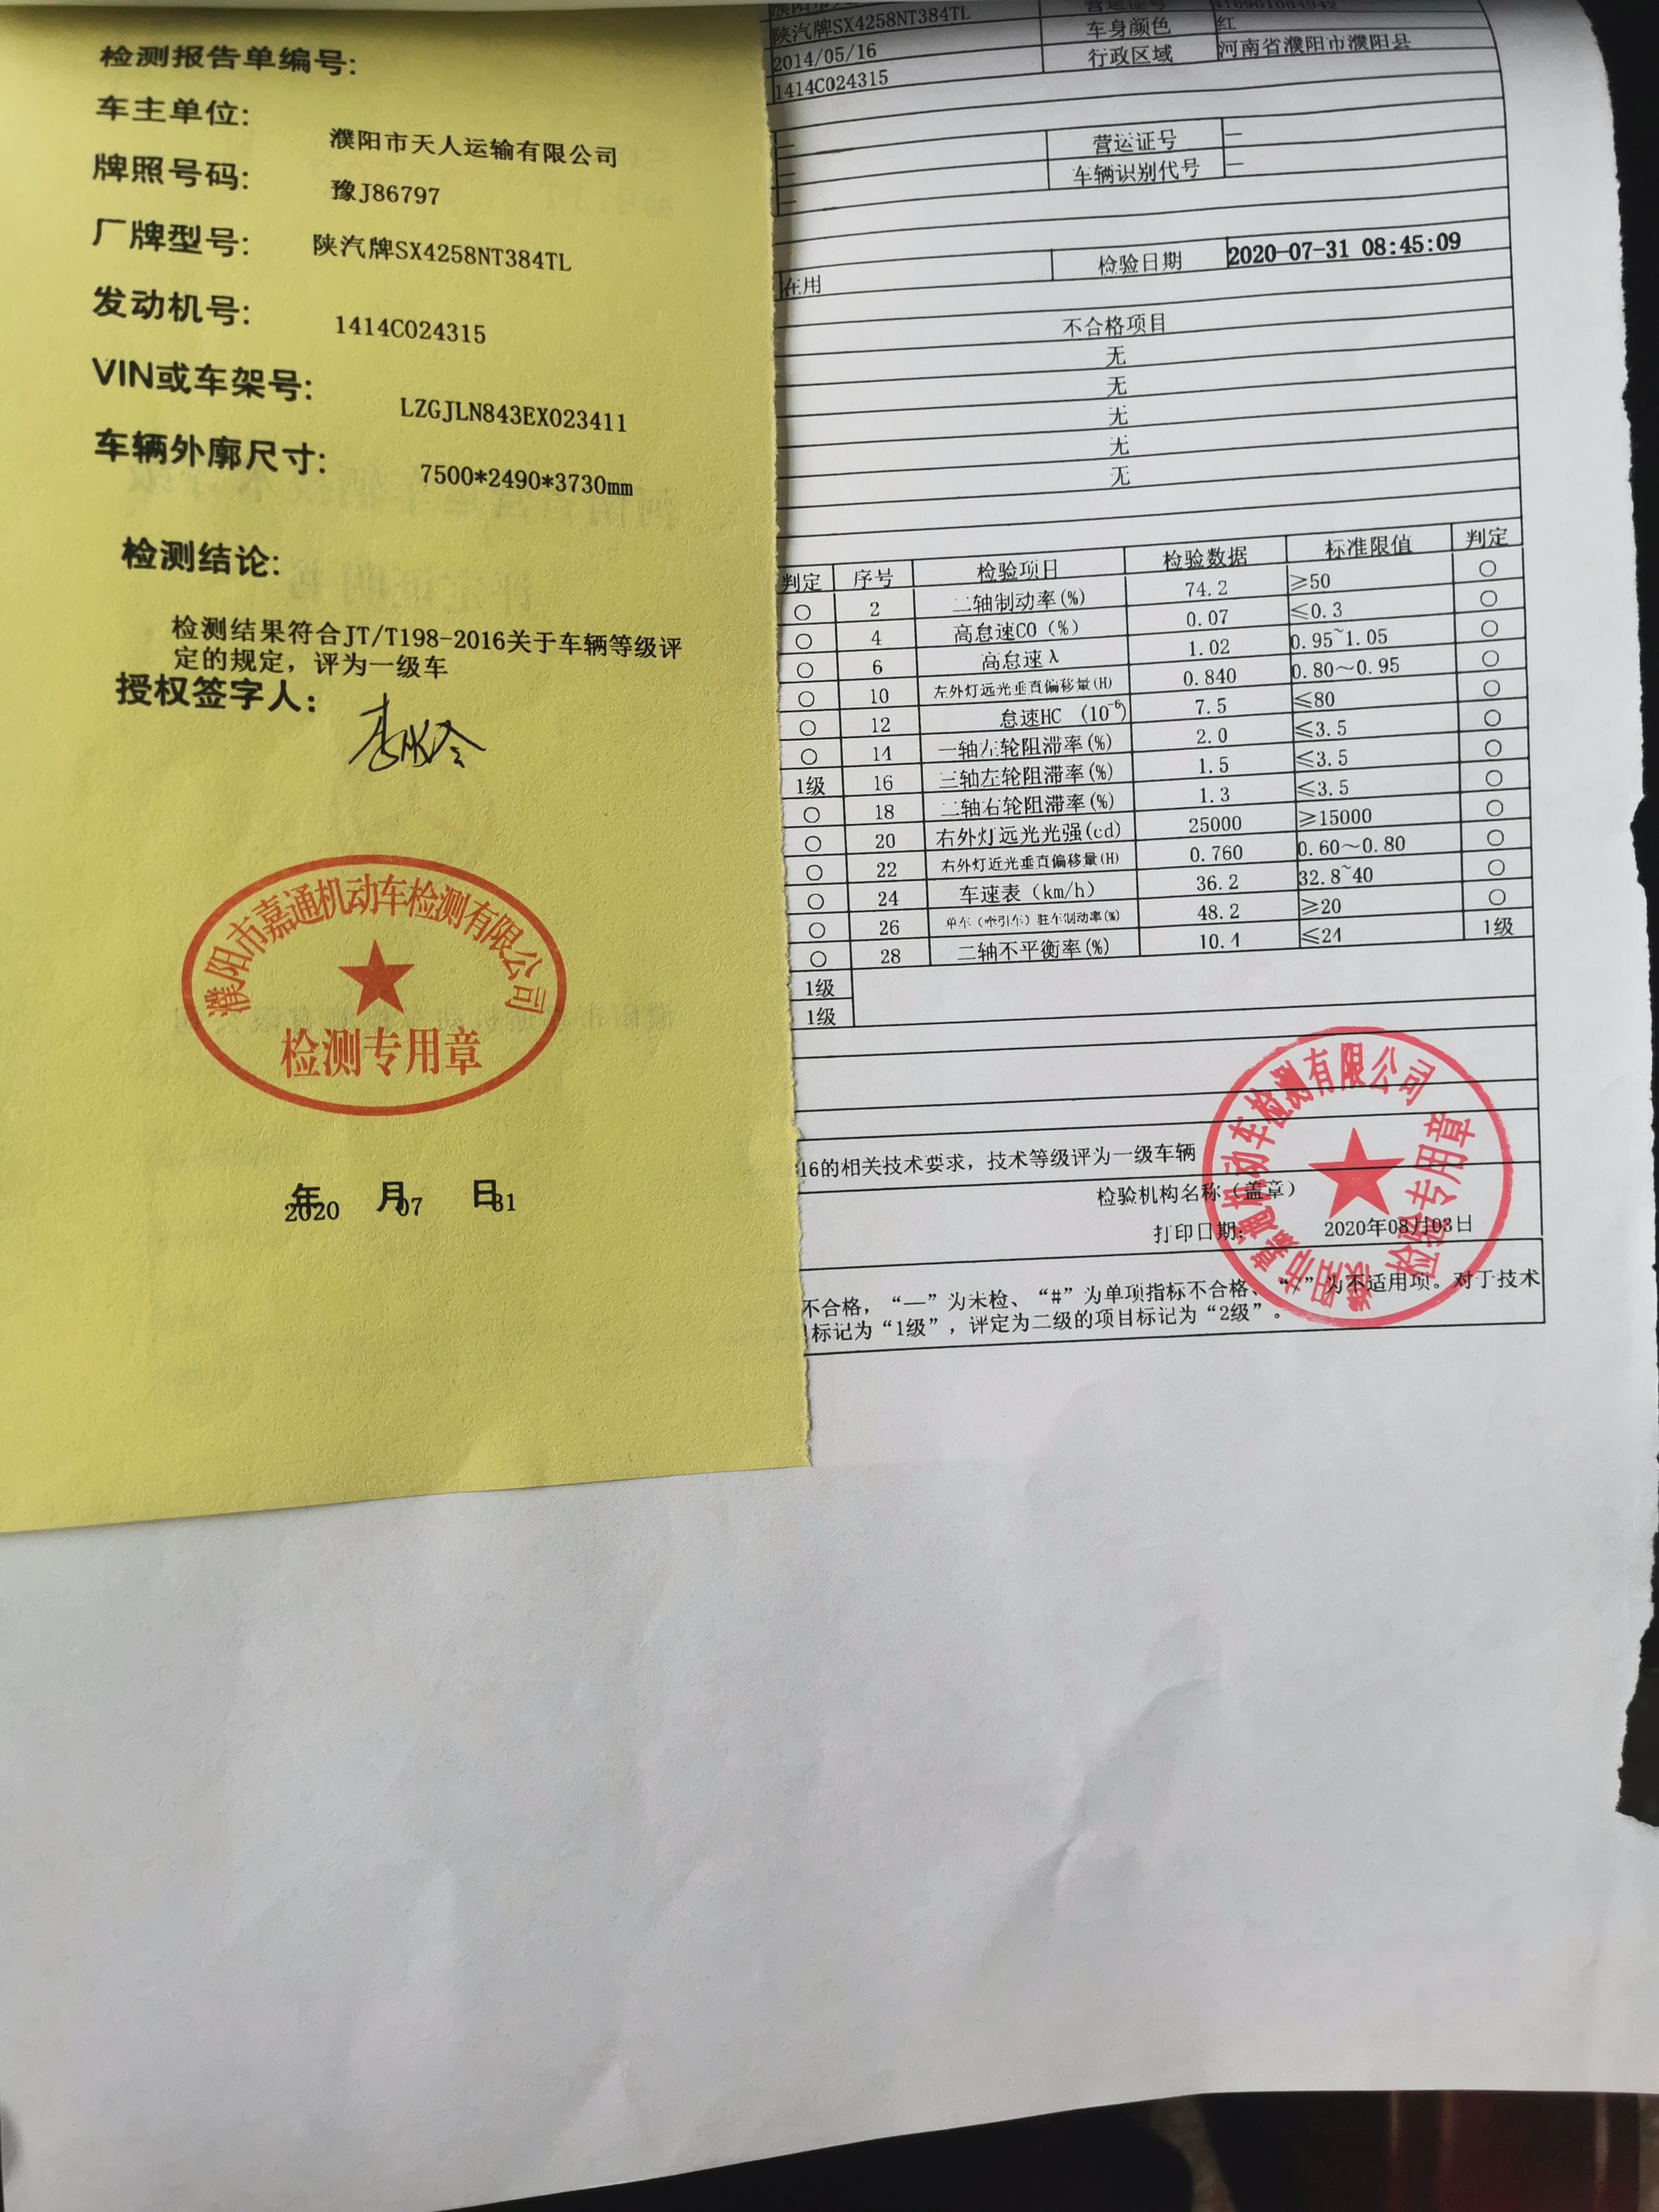 检测报告单编号:
车主单位: 濮阳市天人运输有限公司
牌照号码: 豫J86797
厂牌型号: 陕汽牌SX4258NT384TL
发动机号: 1414C024315
VIN或车架号: LZGJLN843EX023411
车辆外廓尺寸: 7500*2490*3730mm
检测结论:
检测结果符合JT/T198-2016关于车辆等级评
定的规定，评为一级车
授权签字人:
濮阳市嘉通机动车检测有限公司
检测专用章
年 月 日
2020 07 31
陕汽牌SX4258NT384TL 车身颜色 红
2014/05/16 行政区域 河南省濮阳市濮阳县
1414C024315
— 营运证号 —
— 车辆识别代号 —
—
在用 检验日期 2020-07-31 08:45:09
不合格项目
无
无
无
无
无
判定 序号 检验项目 检验数据 标准限值 判定
○ 2 二轴制动率(%) 74.2 ≥50 ○
○ 4 高怠速CO（%） 0.07 ≤0.3 ○
○ 6 高怠速λ 1.02 0.95~1.05 ○
○ 10 左外灯远光垂直偏移量(H) 0.840 0.80～0.95 ○
○ 12 怠速HC（10⁻⁶） 7.5 ≤80 ○
○ 14 一轴左轮阻滞率(%) 2.0 ≤3.5 ○
1级 16 三轴左轮阻滞率(%) 1.5 ≤3.5 ○
○ 18 二轴右轮阻滞率(%) 1.3 ≤3.5 ○
○ 20 右外灯远光光强(cd) 25000 ≥15000 ○
○ 22 右外灯近光垂直偏移量(H) 0.760 0.60～0.80 ○
○ 24 车速表（km/h） 36.2 32.8~40 ○
○ 26 单车（牵引车）驻车制动率(%) 48.2 ≥20 ○
○ 28 二轴不平衡率(%) 10.4 ≤24 1级
1级
1级
16的相关技术要求，技术等级评为一级车辆
检验机构名称（盖章）
打印日期: 2020年08月03日
濮阳市嘉通机动车检测有限公司
检验专用章
不合格，“—”为未检、“#”为单项指标不合格、“/”为不适用项。对于技术
标记为“1级”，评定为二级的项目标记为“2级”。